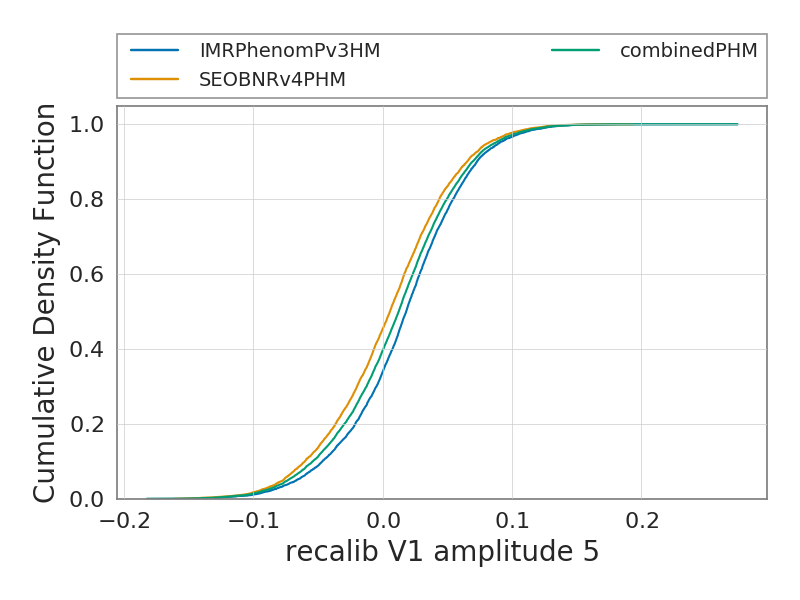 IMRPhenomPv3HM
SEOBNRv4PHM
combinedPHM
Cumulative Density Function
1.0
0.8
0.6
0.4
0.2
0.0
−0.2 −0.1 0.0 0.1 0.2
recalib V1 amplitude 5